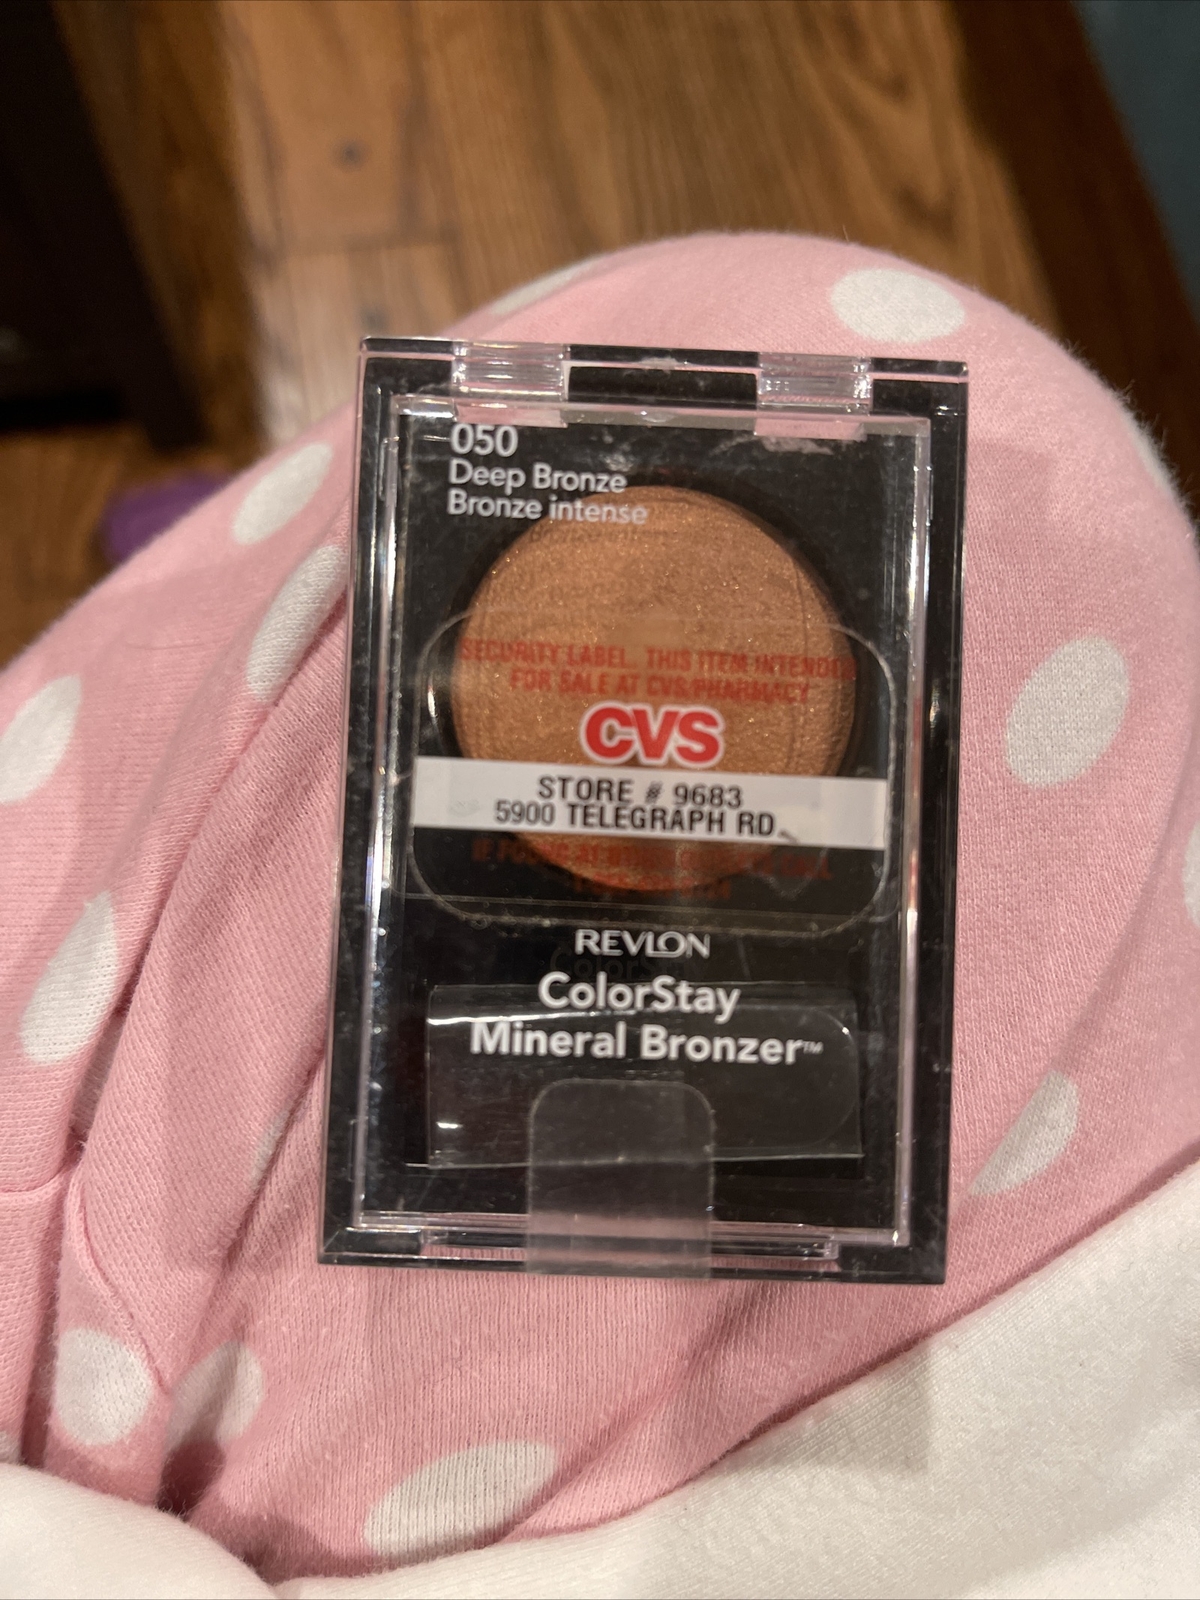 050
Deep Bronze
Bronze intense
SECURITY LABEL. THIS ITEM INTENDED
FOR SALE AT CVS/PHARMACY
CVS
STORE # 9683
5900 TELEGRAPH RD
REVLON
ColorStay
Mineral Bronzer™